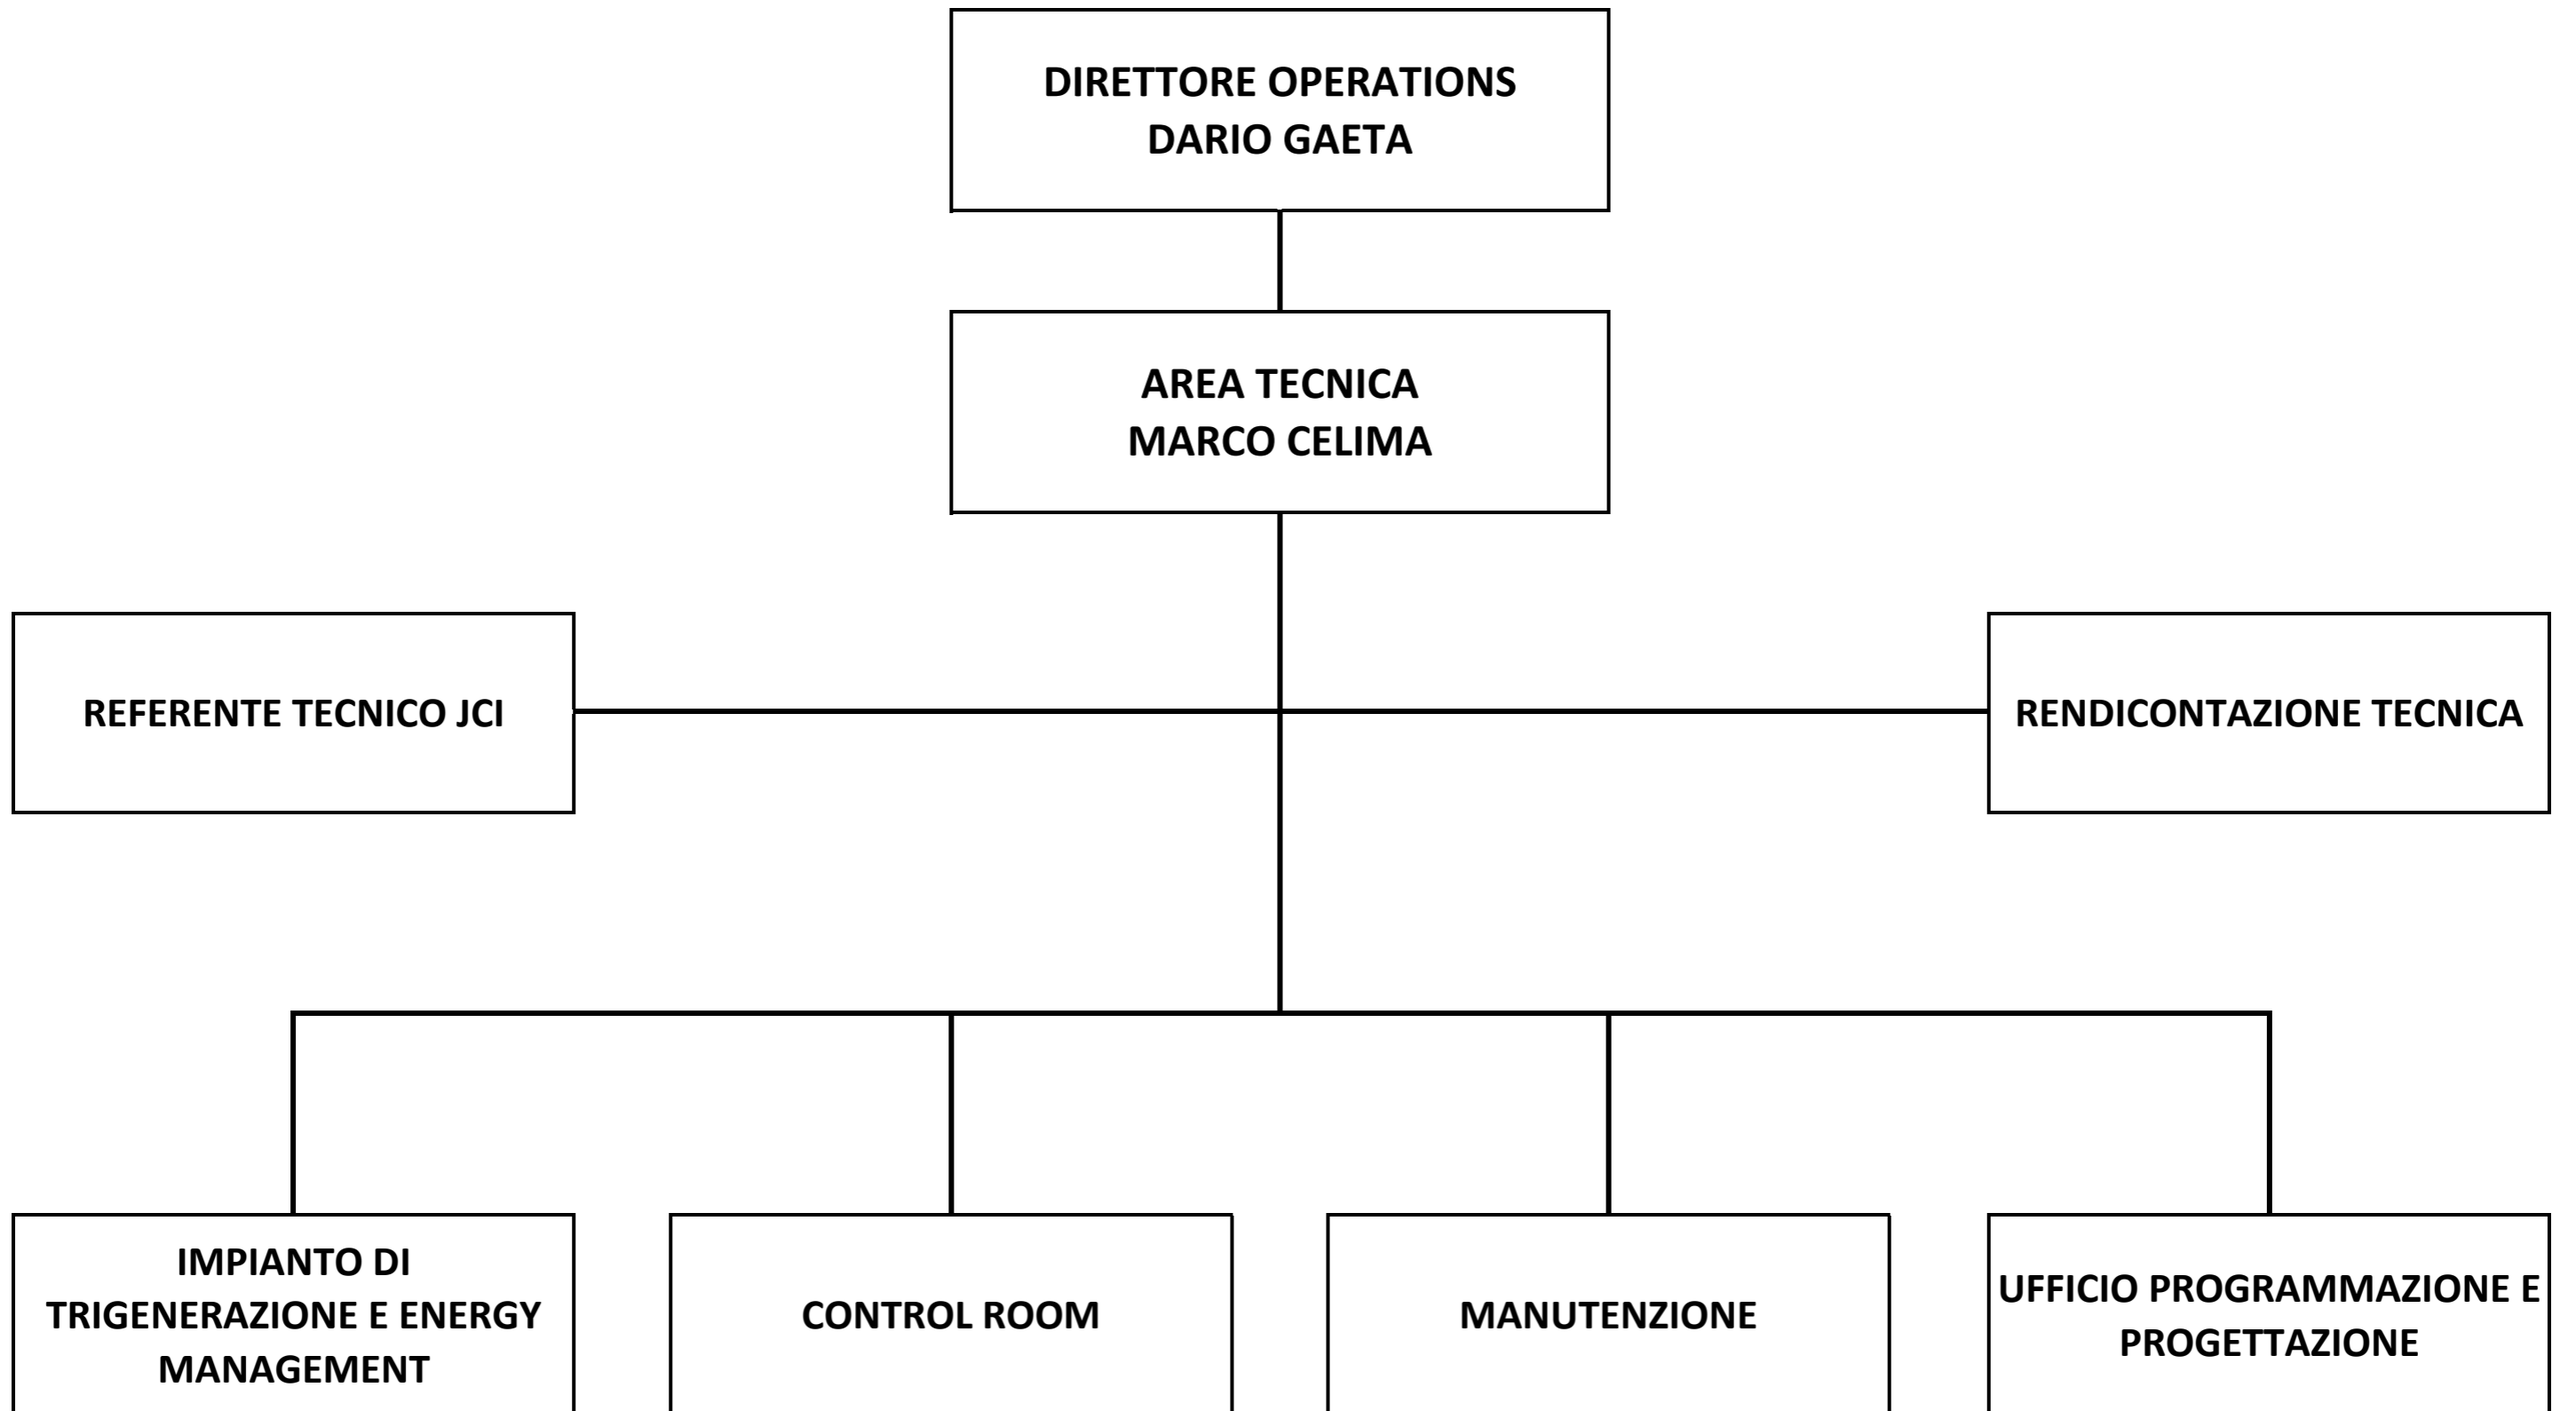 DIRETTORE OPERATIONS
DARIO GAETA
AREA TECNICA
MARCO CELIMA
REFERENTE TECNICO JCI
RENDICONTAZIONE TECNICA
IMPIANTO DI
TRIGENERAZIONE E ENERGY
MANAGEMENT
CONTROL ROOM
MANUTENZIONE
UFFICIO PROGRAMMAZIONE E
PROGETTAZIONE